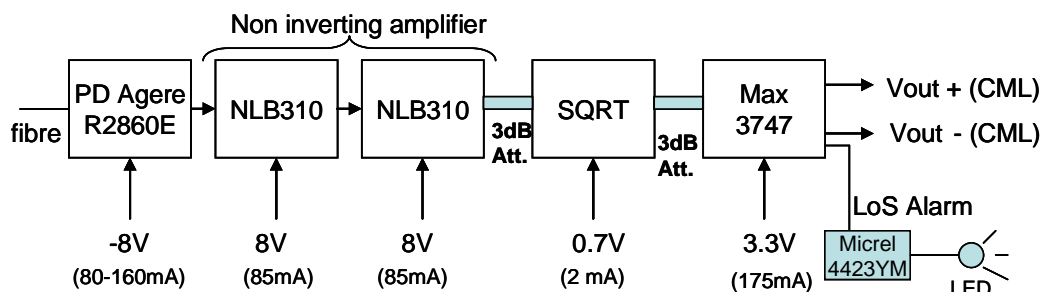 Non inverting amplifier
fibre
PD Agere
R2860E
NLB310
NLB310
3dB
Att.
SQRT
3dB
Att.
Max
3747
Vout + (CML)
Vout - (CML)
LoS Alarm
Micrel
4423YM
LED
-8V
(80-160mA)
8V
(85mA)
8V
(85mA)
0.7V
(2 mA)
3.3V
(175mA)